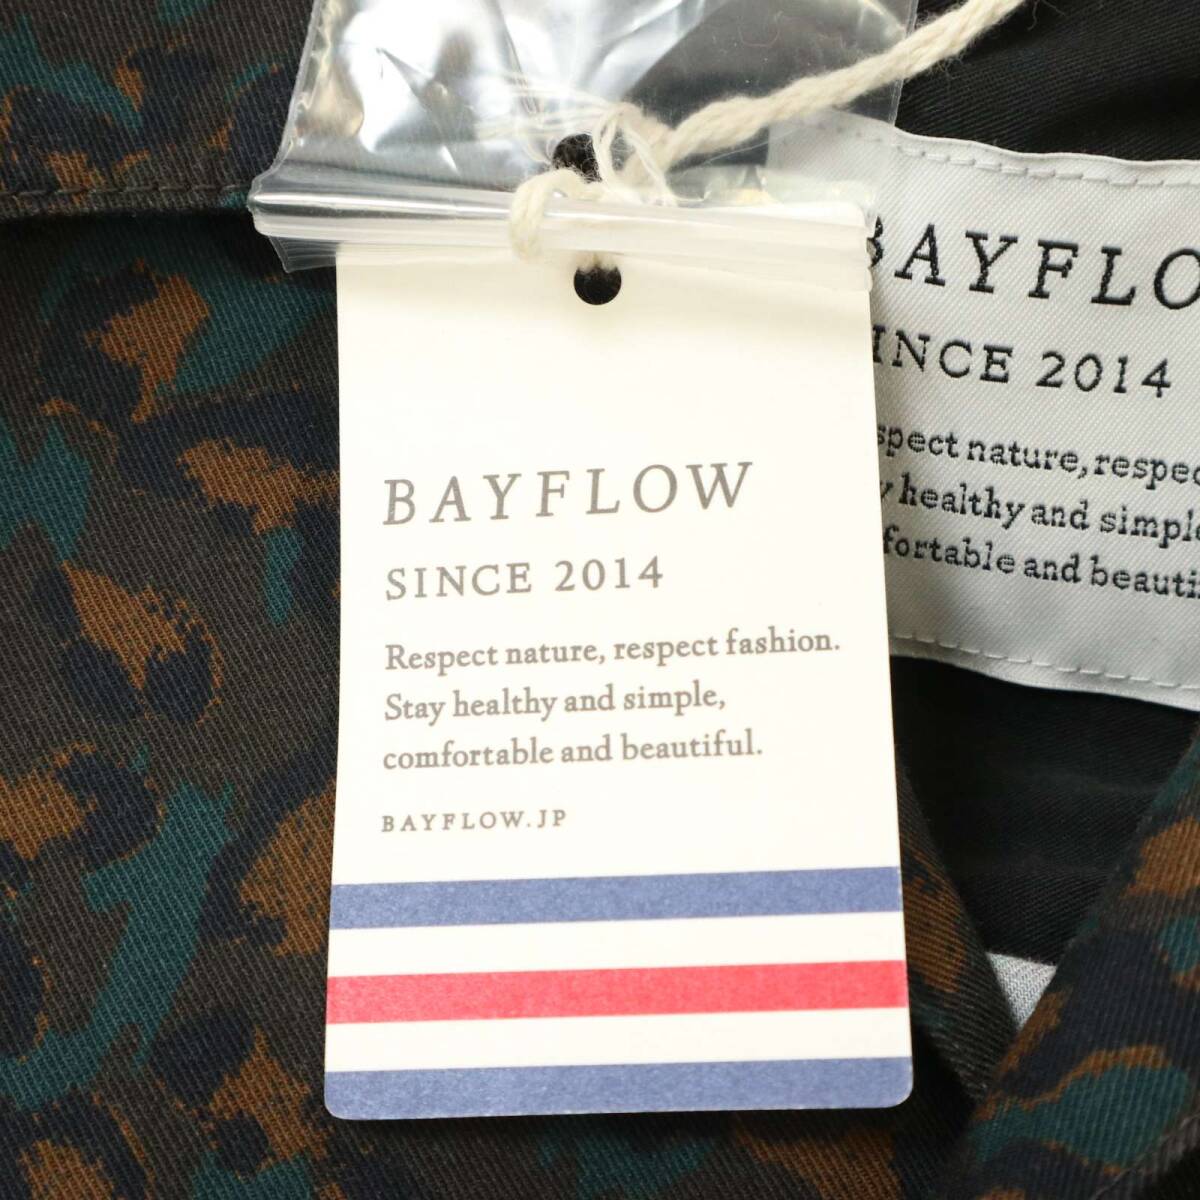 BAYFLOW
SINCE 2014
Respect nature, respect fashion.
Stay healthy and simple,
comfortable and beautiful.
BAYFLOW.JP
BAYFLO
INCE 2014
spect nature, respec
y healthy and simple
fortable and beauti